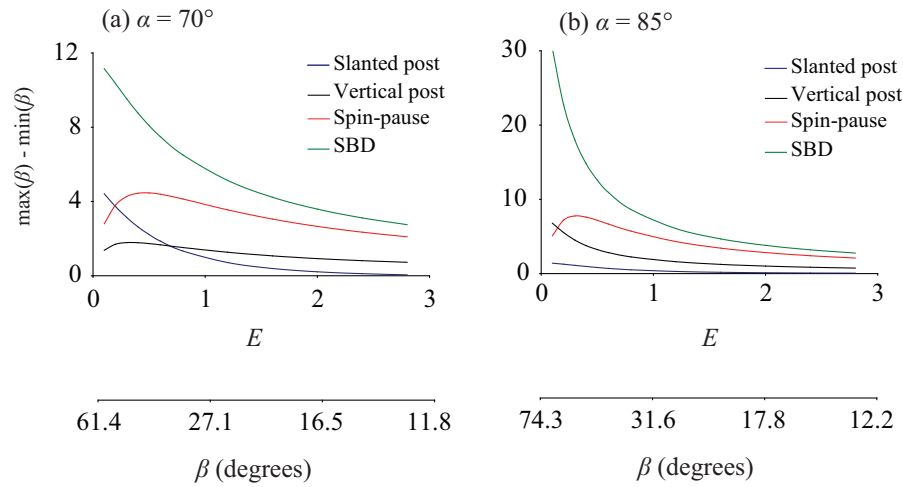 (a) α = 70°
max(β) - min(β)
12
8
4
0
Slanted post
Vertical post
Spin-pause
SBD
0
1
2
3
E
61.4
27.1
16.5
11.8
β (degrees)
(b) α = 85°
30
20
10
0
Slanted post
Vertical post
Spin-pause
SBD
0
1
2
3
E
74.3
31.6
17.8
12.2
β (degrees)